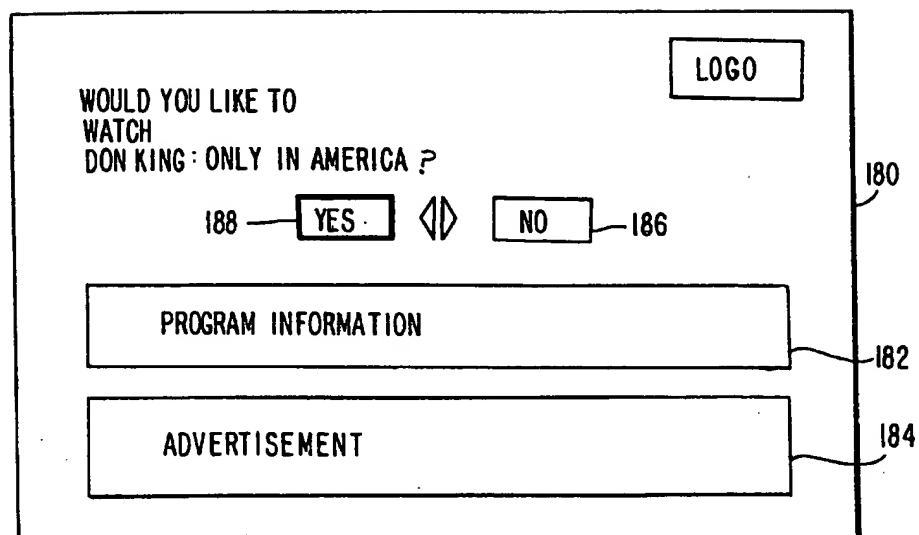 LOGO
WOULD YOU LIKE TO
WATCH
DON KING: ONLY IN AMERICA ?
180
188 YES NO 186
PROGRAM INFORMATION
182
ADVERTISEMENT
184